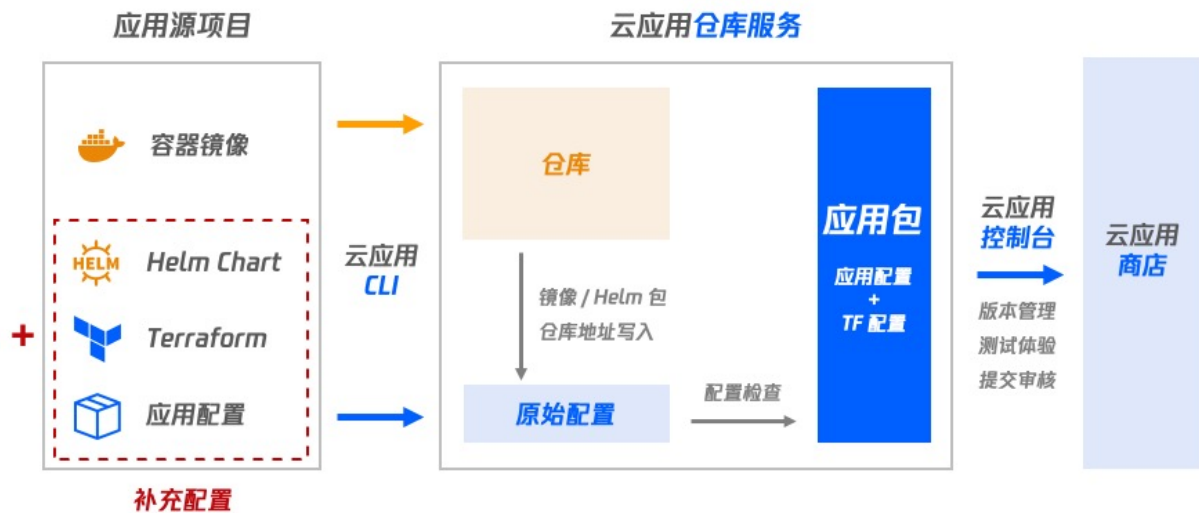 应用源项目
容器镜像
HELM
Helm Chart
Terraform
应用配置
+
补充配置
云应用
CLI
云应用仓库服务
仓库
镜像 / Helm 包
仓库地址写入
原始配置
配置检查
应用包
应用配置
+
TF 配置
云应用
控制台
版本管理
测试体验
提交审核
云应用
商店